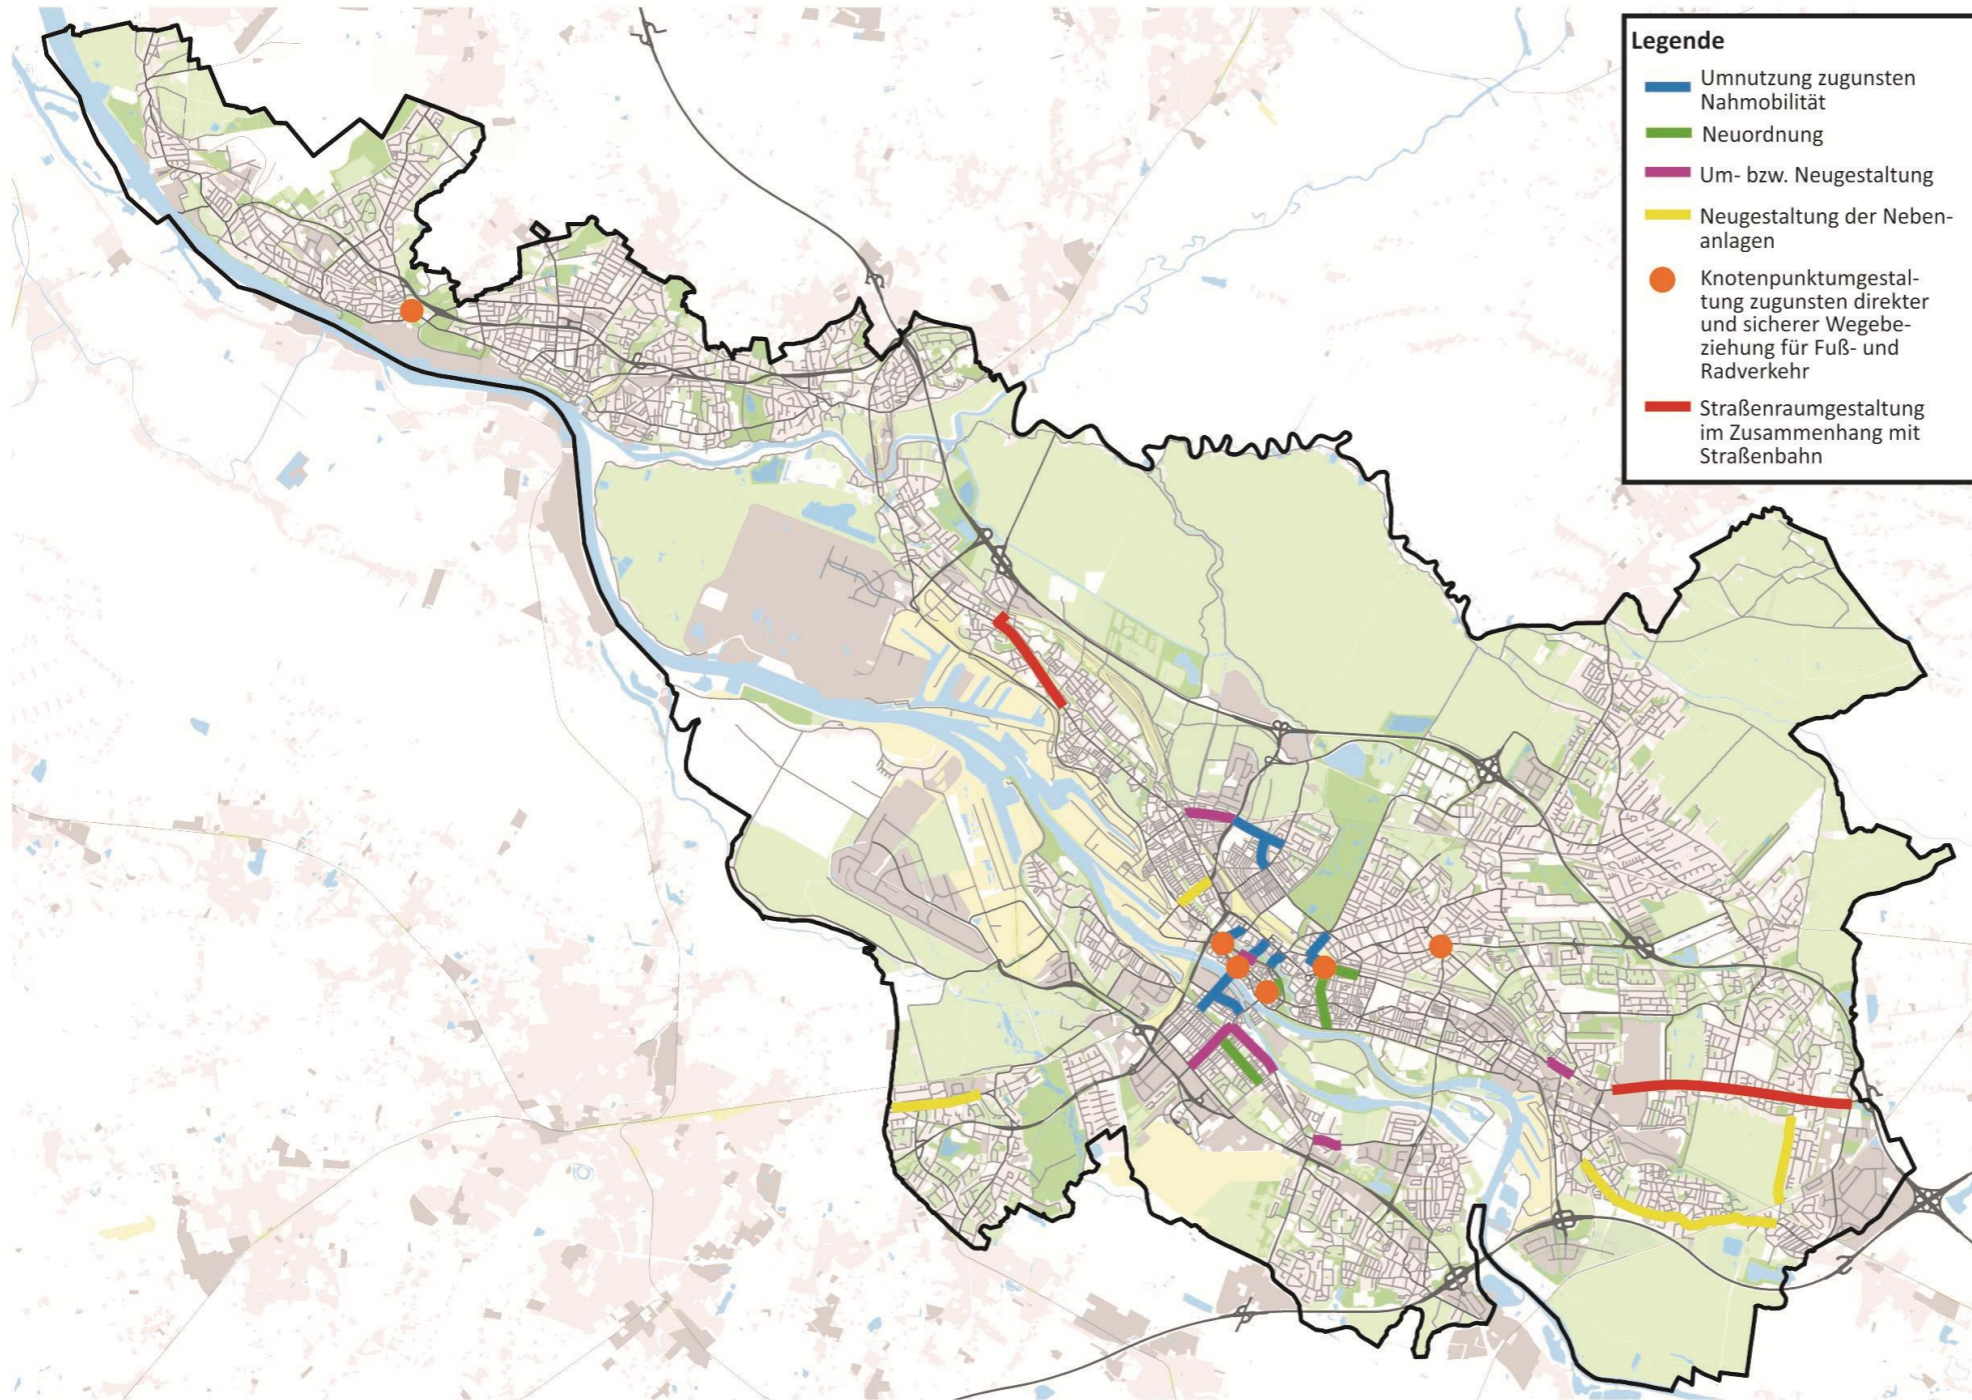 Legende
Umnutzung zugunsten
Nahmobilität
Neuordnung
Um- bzw. Neugestaltung
Neugestaltung der Neben-
anlagen
Knotenpunktumgestal-
tung zugunsten direkter
und sicherer Wegebe-
ziehung für Fuß- und
Radverkehr
Straßenraumgestaltung
im Zusammenhang mit
Straßenbahn